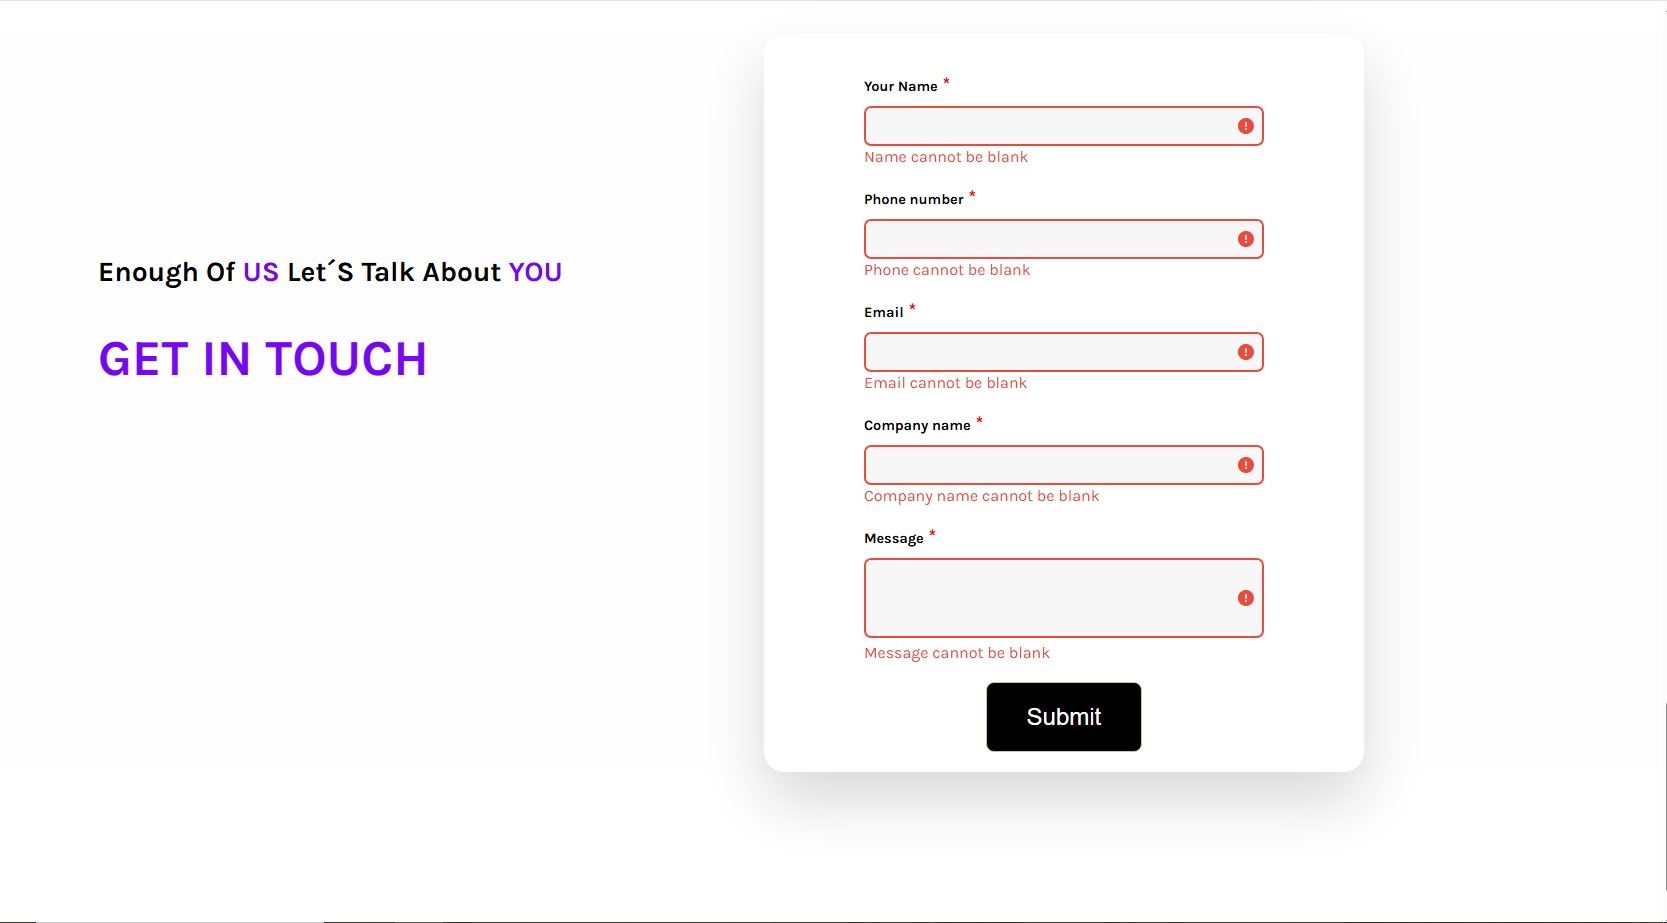 Enough Of US Let´S Talk About YOU
GET IN TOUCH
Your Name *
Name cannot be blank
Phone number *
Phone cannot be blank
Email *
Email cannot be blank
Company name *
Company name cannot be blank
Message *
Message cannot be blank
Submit